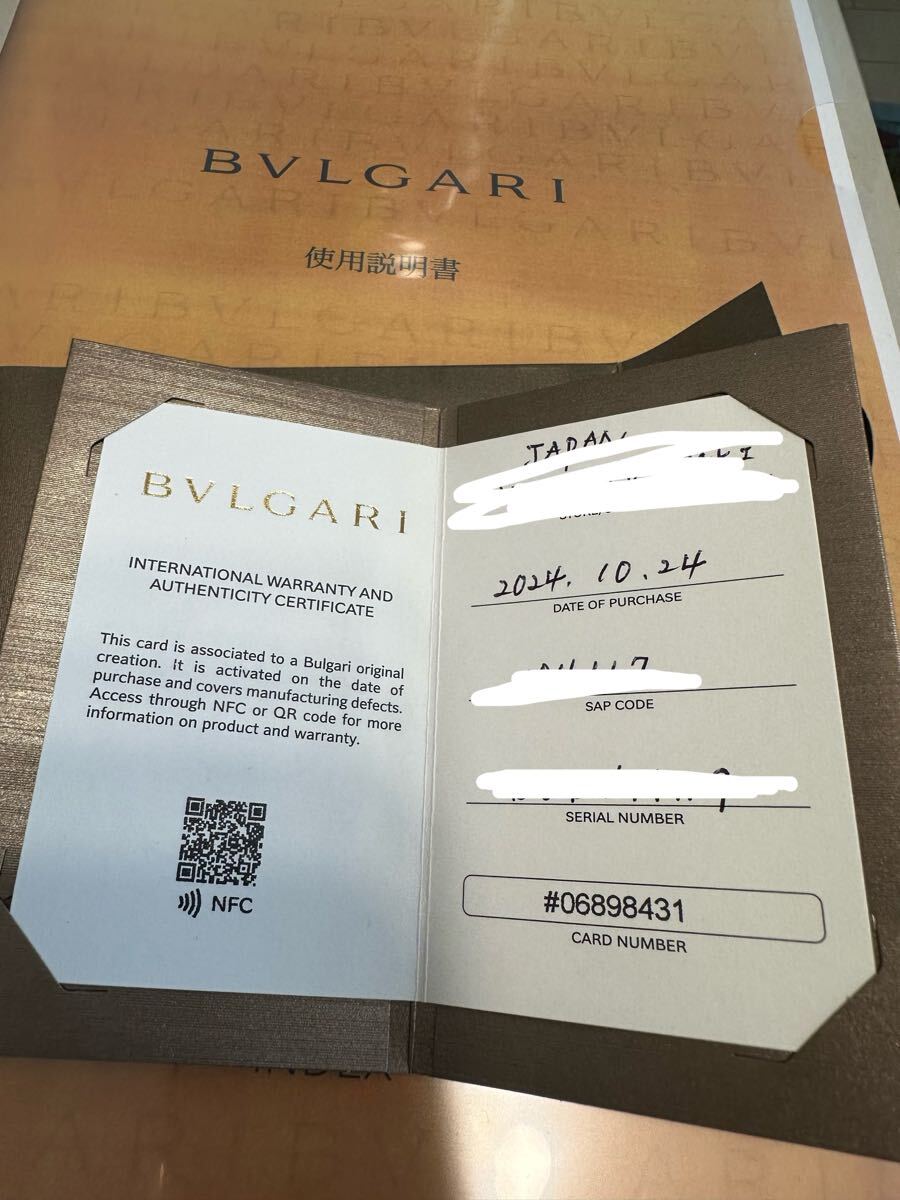 BVLGARI
使用説明書
BVLGARI
INTERNATIONAL WARRANTY AND
AUTHENTICITY CERTIFICATE
This card is associated to a Bulgari original
creation. It is activated on the date of
purchase and covers manufacturing defects.
Access through NFC or QR code for more
information on product and warranty.
NFC
JAPAN
2024.10.24
DATE OF PURCHASE
SAP CODE
SERIAL NUMBER
#06898431
CARD NUMBER
INDEX